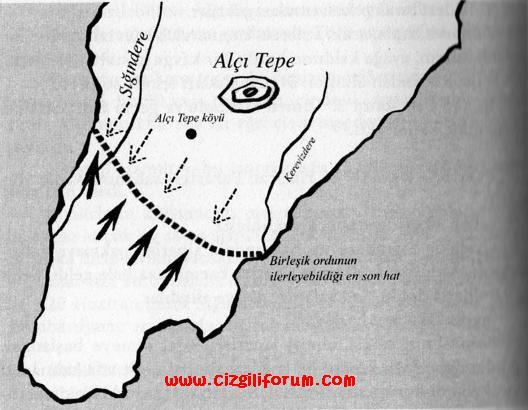 Alçı Tepe
Sığındere
Alçı Tepe köyü
Kerevizdere
Birleşik ordunun
ilerleyebildiği en son hat
www.cizgiliforum.com